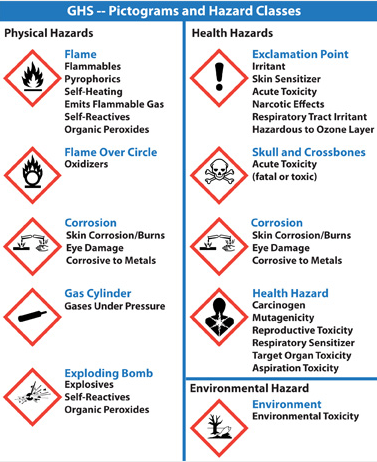 GHS -- Pictograms and Hazard Classes
Physical Hazards
Flame
Flammables
Pyrophorics
Self-Heating
Emits Flammable Gas
Self-Reactives
Organic Peroxides
Flame Over Circle
Oxidizers
Corrosion
Skin Corrosion/Burns
Eye Damage
Corrosive to Metals
Gas Cylinder
Gases Under Pressure
Exploding Bomb
Explosives
Self-Reactives
Organic Peroxides
Health Hazards
Exclamation Point
Irritant
Skin Sensitizer
Acute Toxicity
Narcotic Effects
Respiratory Tract Irritant
Hazardous to Ozone Layer
Skull and Crossbones
Acute Toxicity
(fatal or toxic)
Corrosion
Skin Corrosion/Burns
Eye Damage
Corrosive to Metals
Health Hazard
Carcinogen
Mutagenicity
Reproductive Toxicity
Respiratory Sensitizer
Target Organ Toxicity
Aspiration Toxicity
Environmental Hazard
Environment
Environmental Toxicity